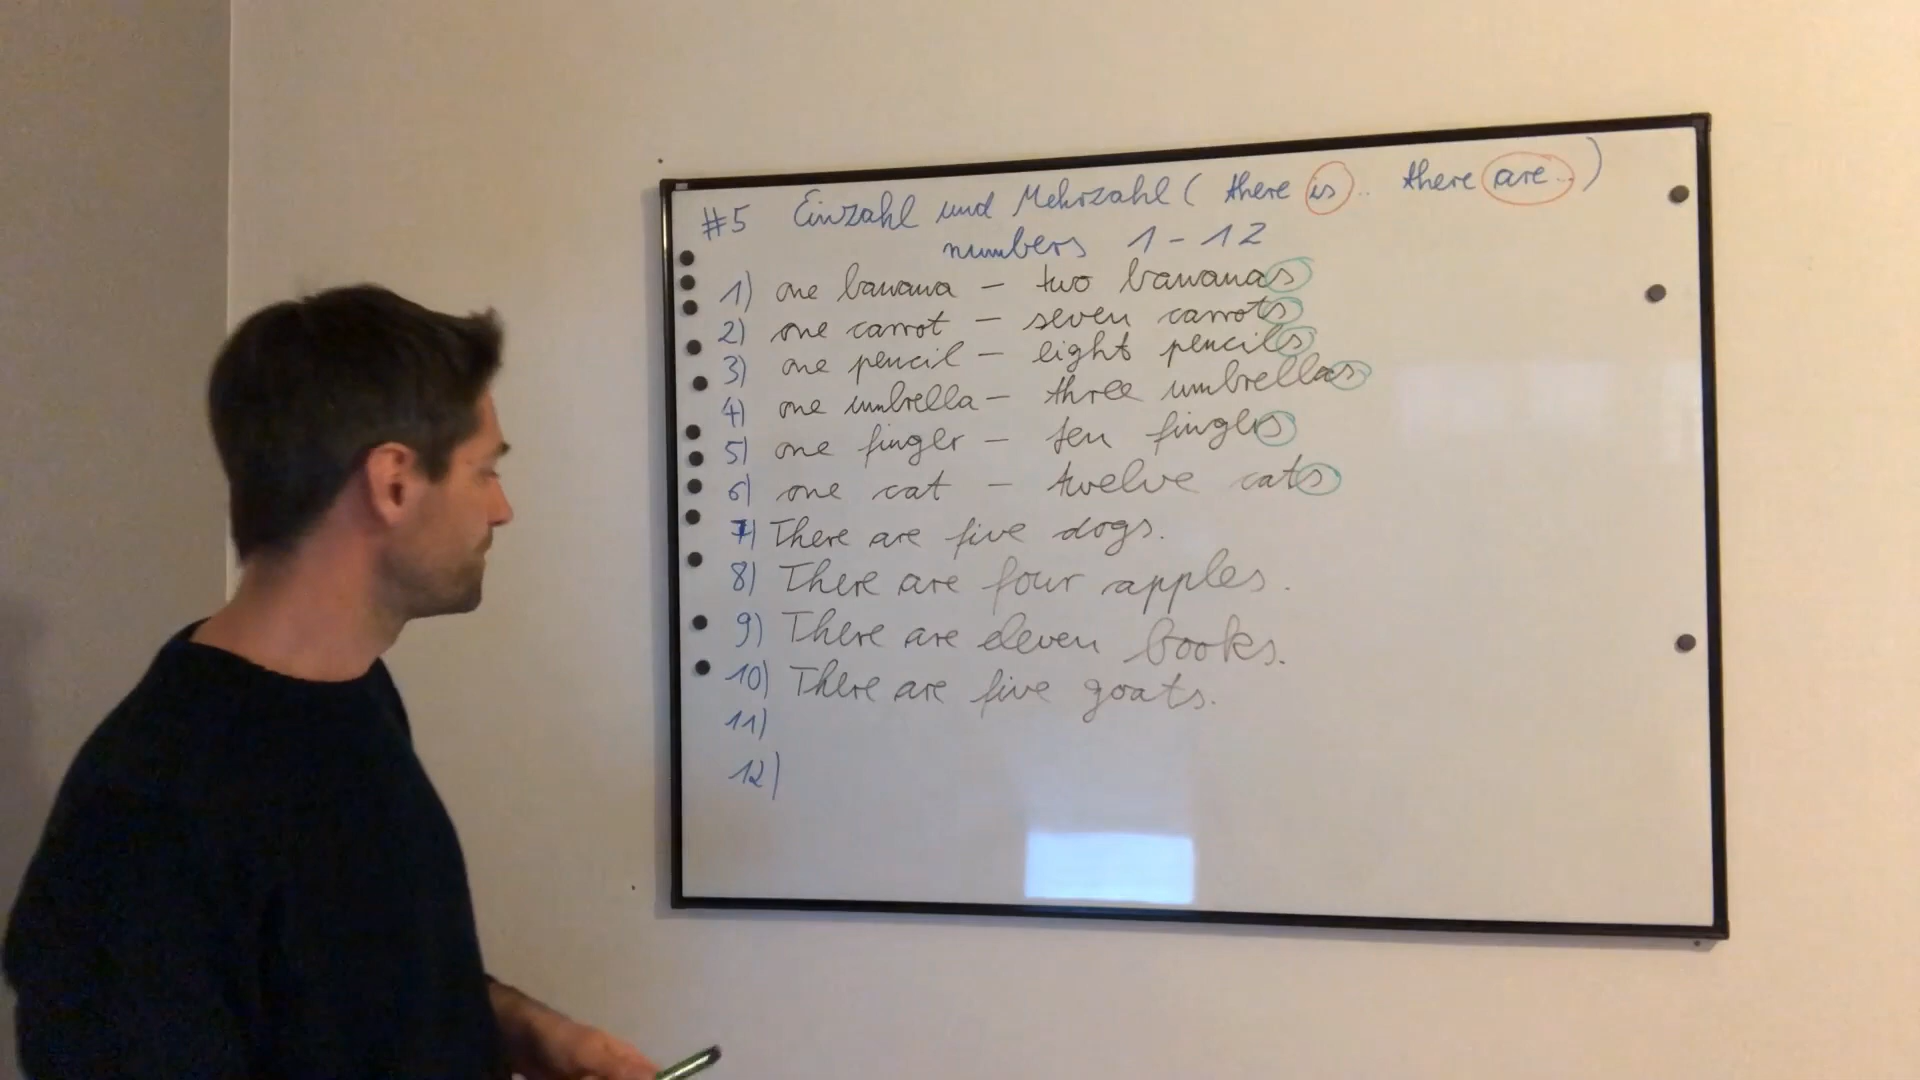 #5 Einzahl und Mehrzahl ( there is .. there are ... )
numbers 1 - 12
1) one banana - two bananas
2) one carrot - seven carrots
3) one pencil - eight pencils
4) one umbrella - three umbrellas
5) one finger - ten fingers
6) one cat - twelve cats
7) There are five dogs.
8) There are four apples.
9) There are eleven books.
10) There are five goats.
11)
12)